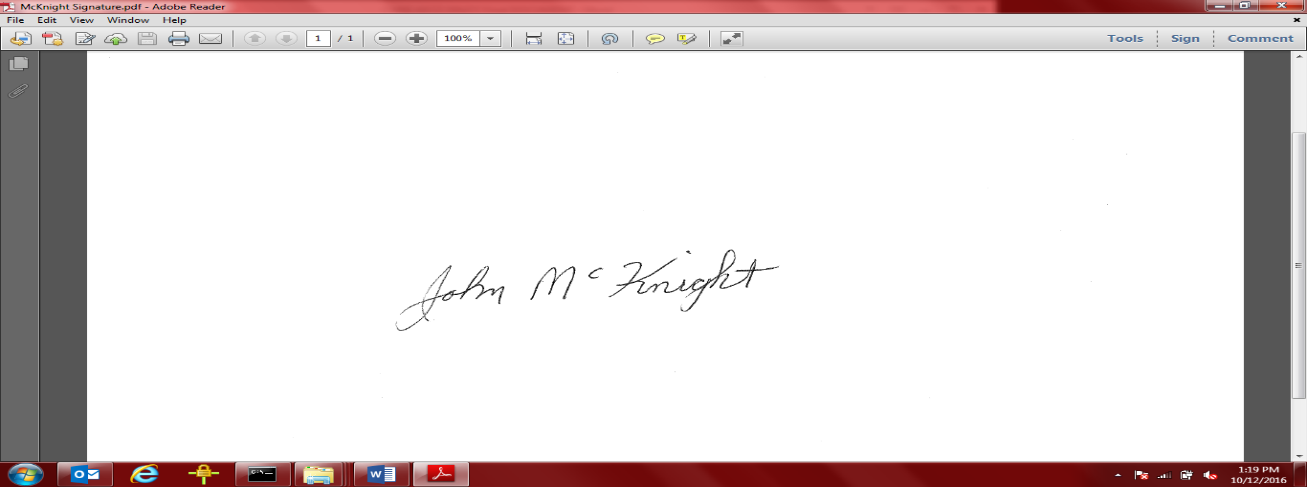 McKnight Signature.pdf - Adobe Reader
File Edit View Window Help
1 / 1 100% Tools Sign Comment
John McKnight
1:19 PM
10/12/2016